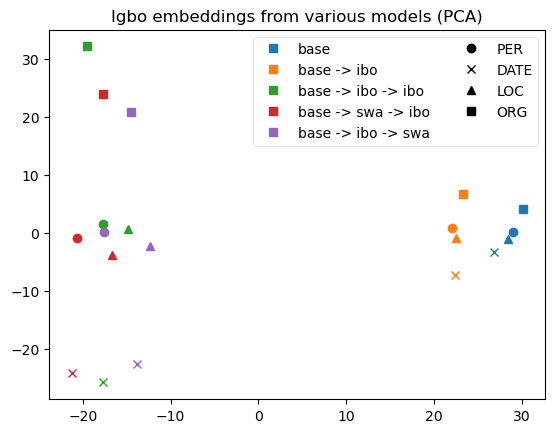 Igbo embeddings from various models (PCA)
base
base -> ibo
base -> ibo -> ibo
base -> swa -> ibo
base -> ibo -> swa
PER
DATE
LOC
ORG
30
20
10
0
−10
−20
−20
−10
0
10
20
30